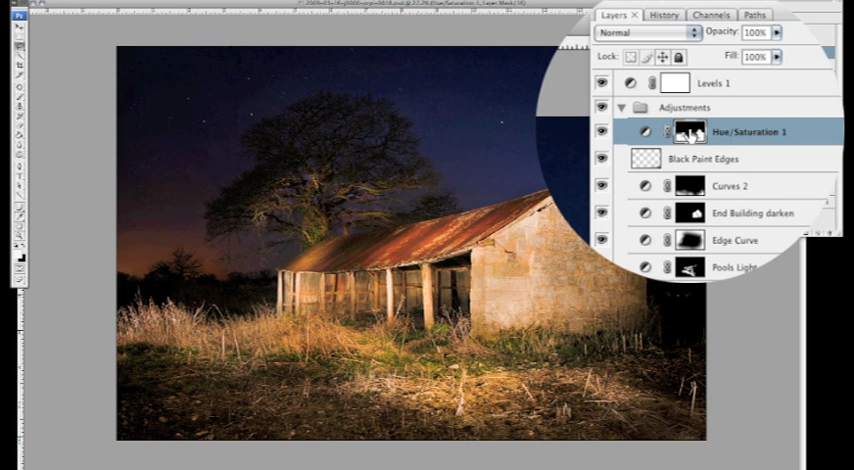 Ps
Layers × History Channels Paths
Normal Opacity: 100%
Lock: Fill: 100%
Levels 1
Adjustments
Hue/Saturation 1
Black Paint Edges
Curves 2
End Building darken
Edge Curve
Pools Light